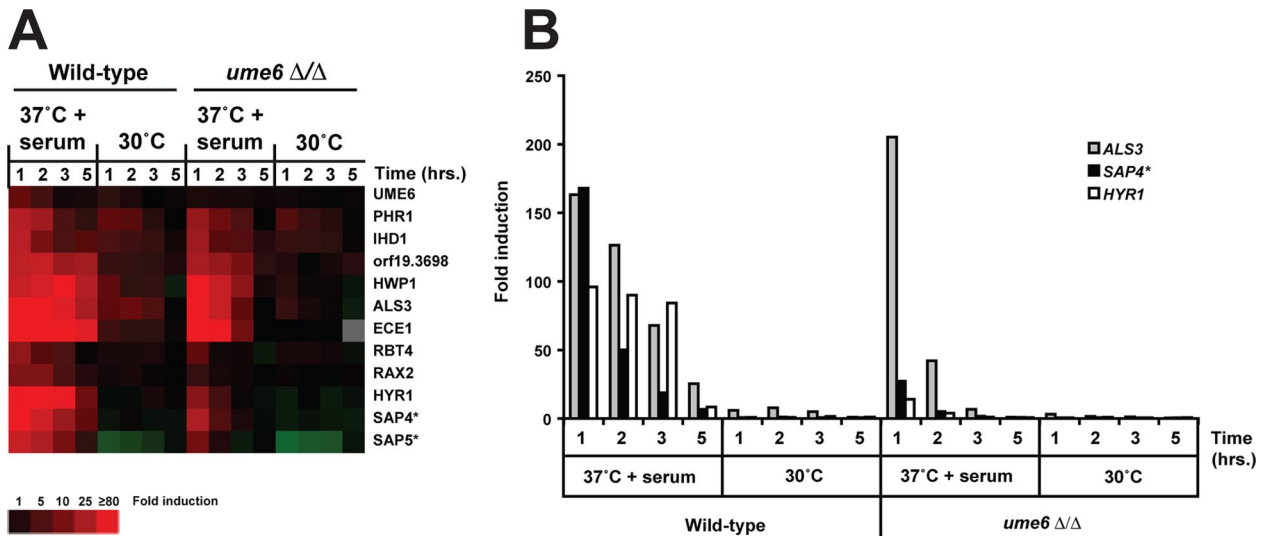 A
Wild-type ume6 Δ/Δ
37˚C + serum 30˚C 37˚C + serum 30˚C
1 2 3 5 1 2 3 5 1 2 3 5 1 2 3 5 Time (hrs.)
UME6
PHR1
IHD1
orf19.3698
HWP1
ALS3
ECE1
RBT4
RAX2
HYR1
SAP4*
SAP5*
1 5 10 25 ≥80 Fold induction
B
250
200
150
100
50
0
Fold induction
ALS3
SAP4*
HYR1
1 2 3 5 1 2 3 5 1 2 3 5 1 2 3 5 Time
(hrs.)
37˚C + serum 30˚C 37˚C + serum 30˚C
Wild-type ume6 Δ/Δ